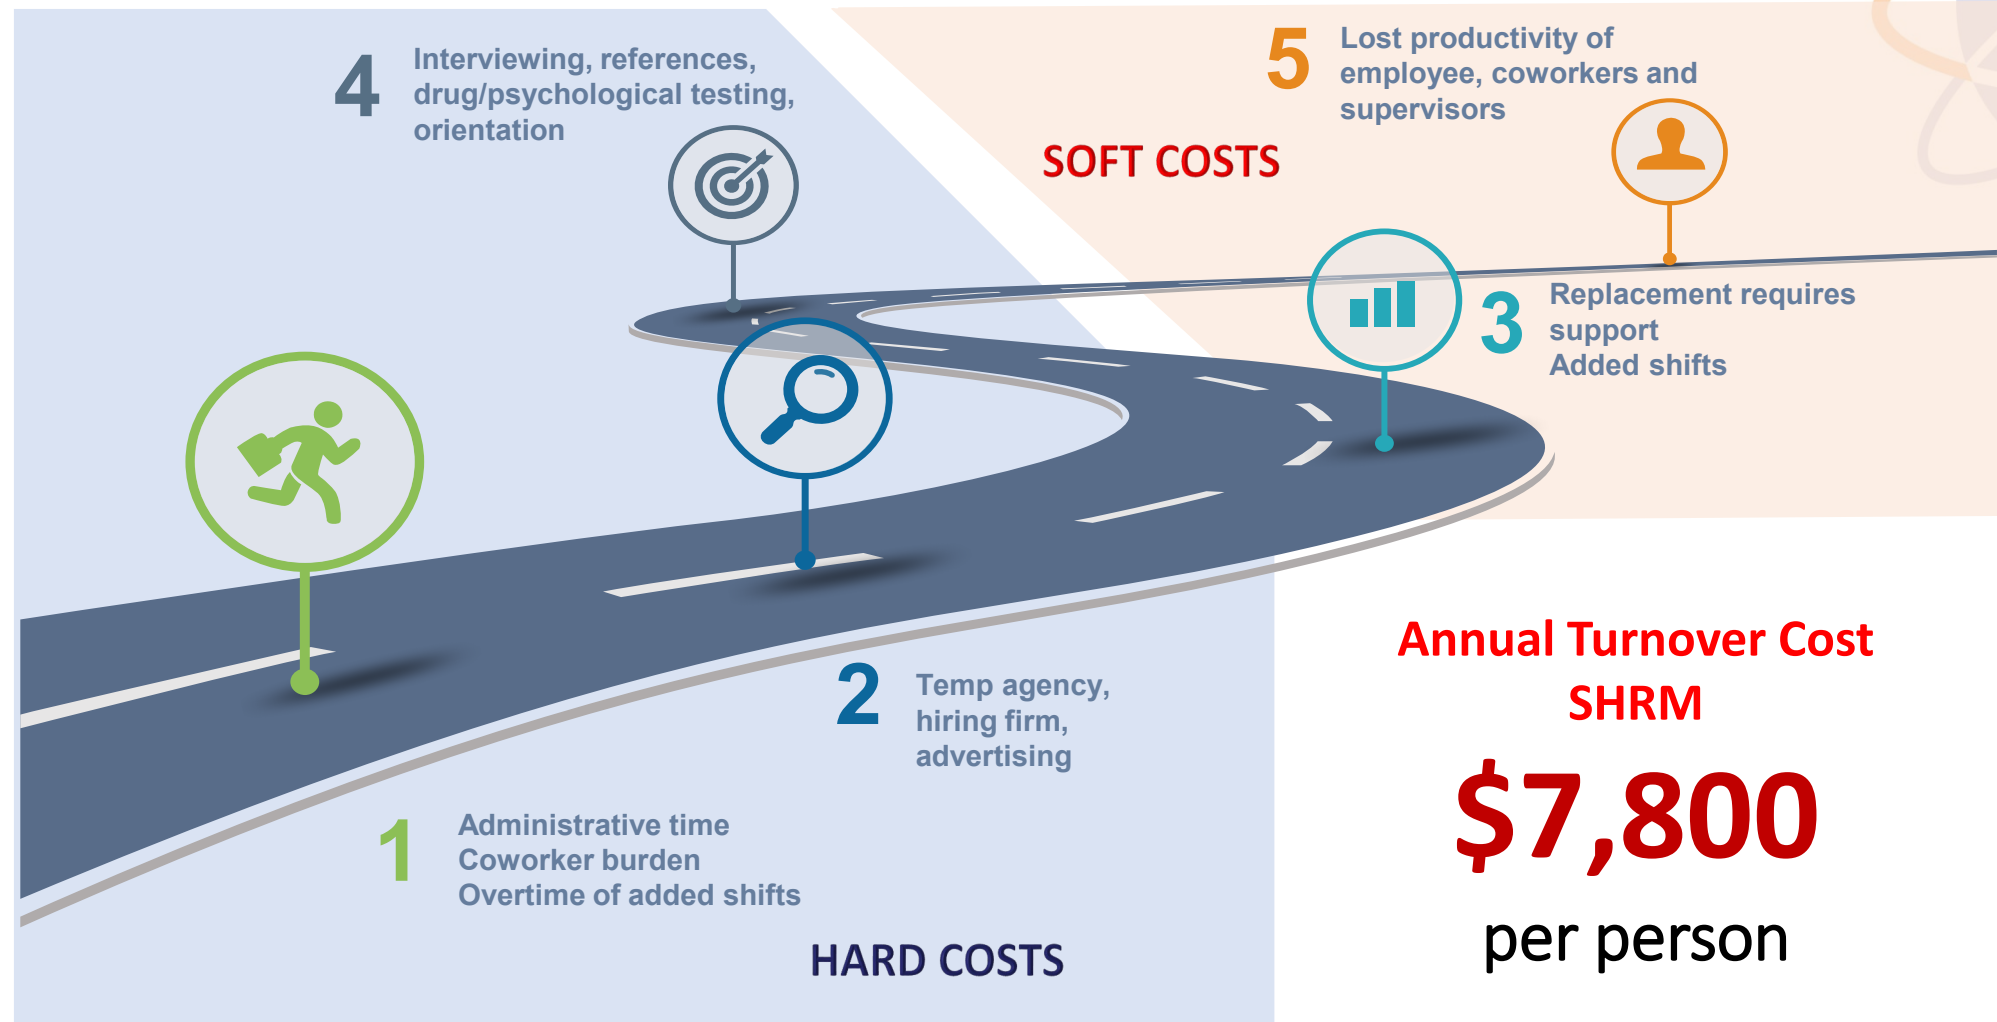 4
Interviewing, references,
drug/psychological testing,
orientation
5
Lost productivity of
employee, coworkers and
supervisors
SOFT COSTS
3
Replacement requires
support
Added shifts
2
Temp agency,
hiring firm,
advertising
1
Administrative time
Coworker burden
Overtime of added shifts
HARD COSTS
Annual Turnover Cost
SHRM
$7,800
per person